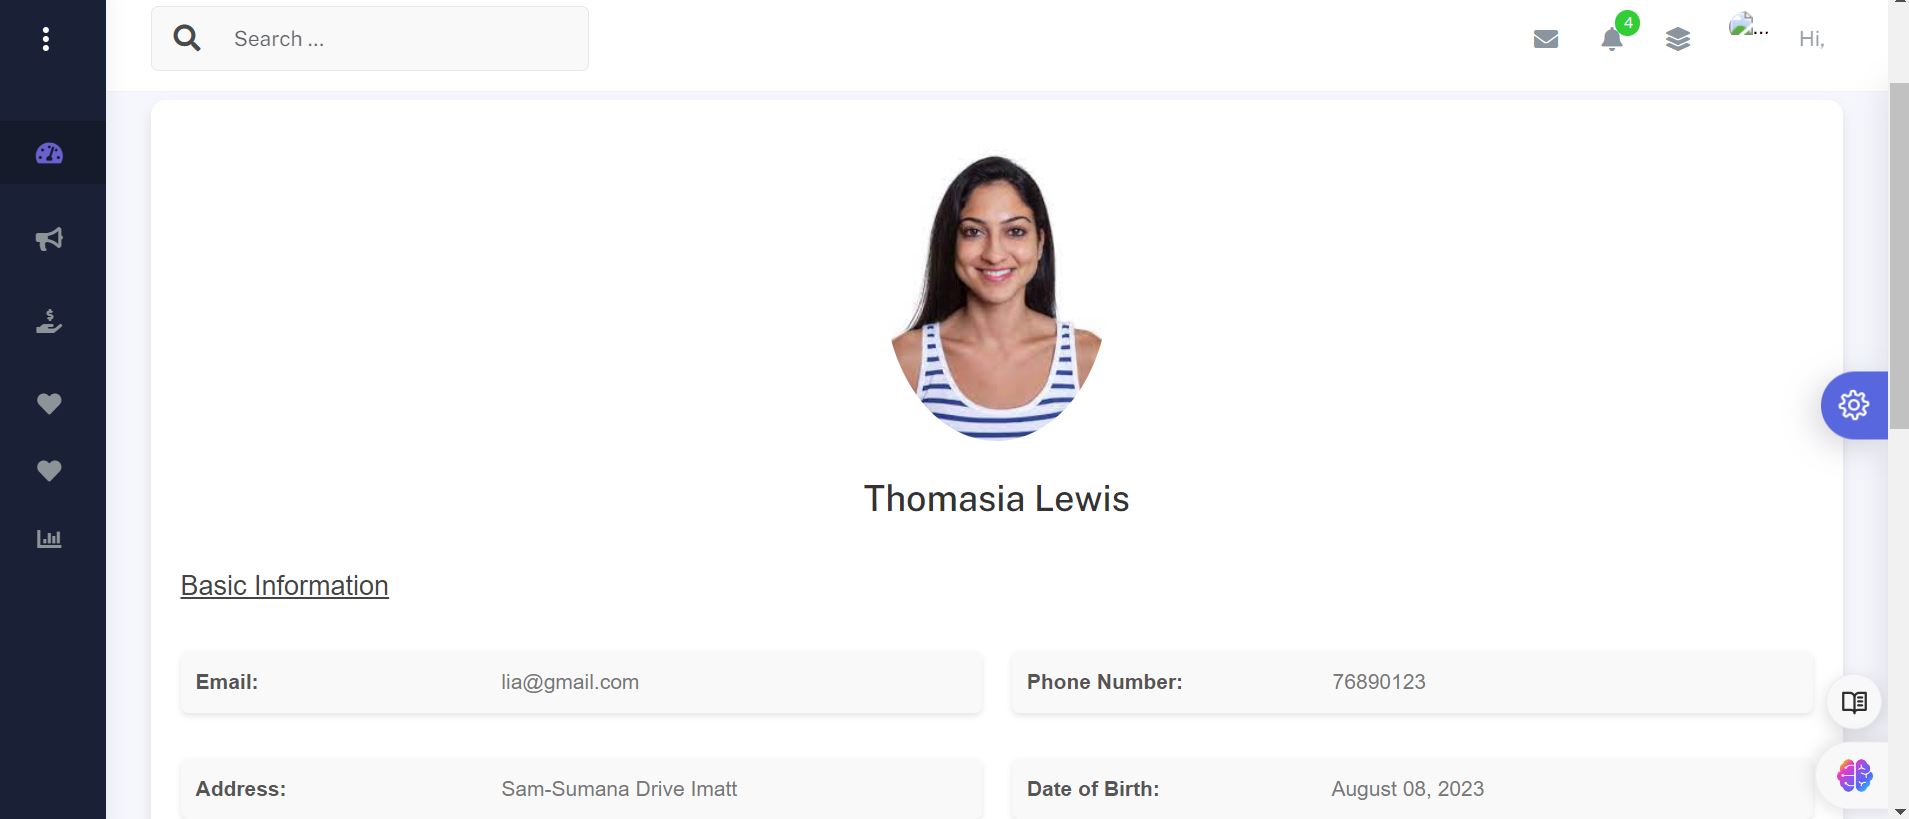 Search ...
4
...
Hi,
Thomasia Lewis
Basic Information
Email: lia@gmail.com
Phone Number: 76890123
Address: Sam-Sumana Drive Imatt
Date of Birth: August 08, 2023